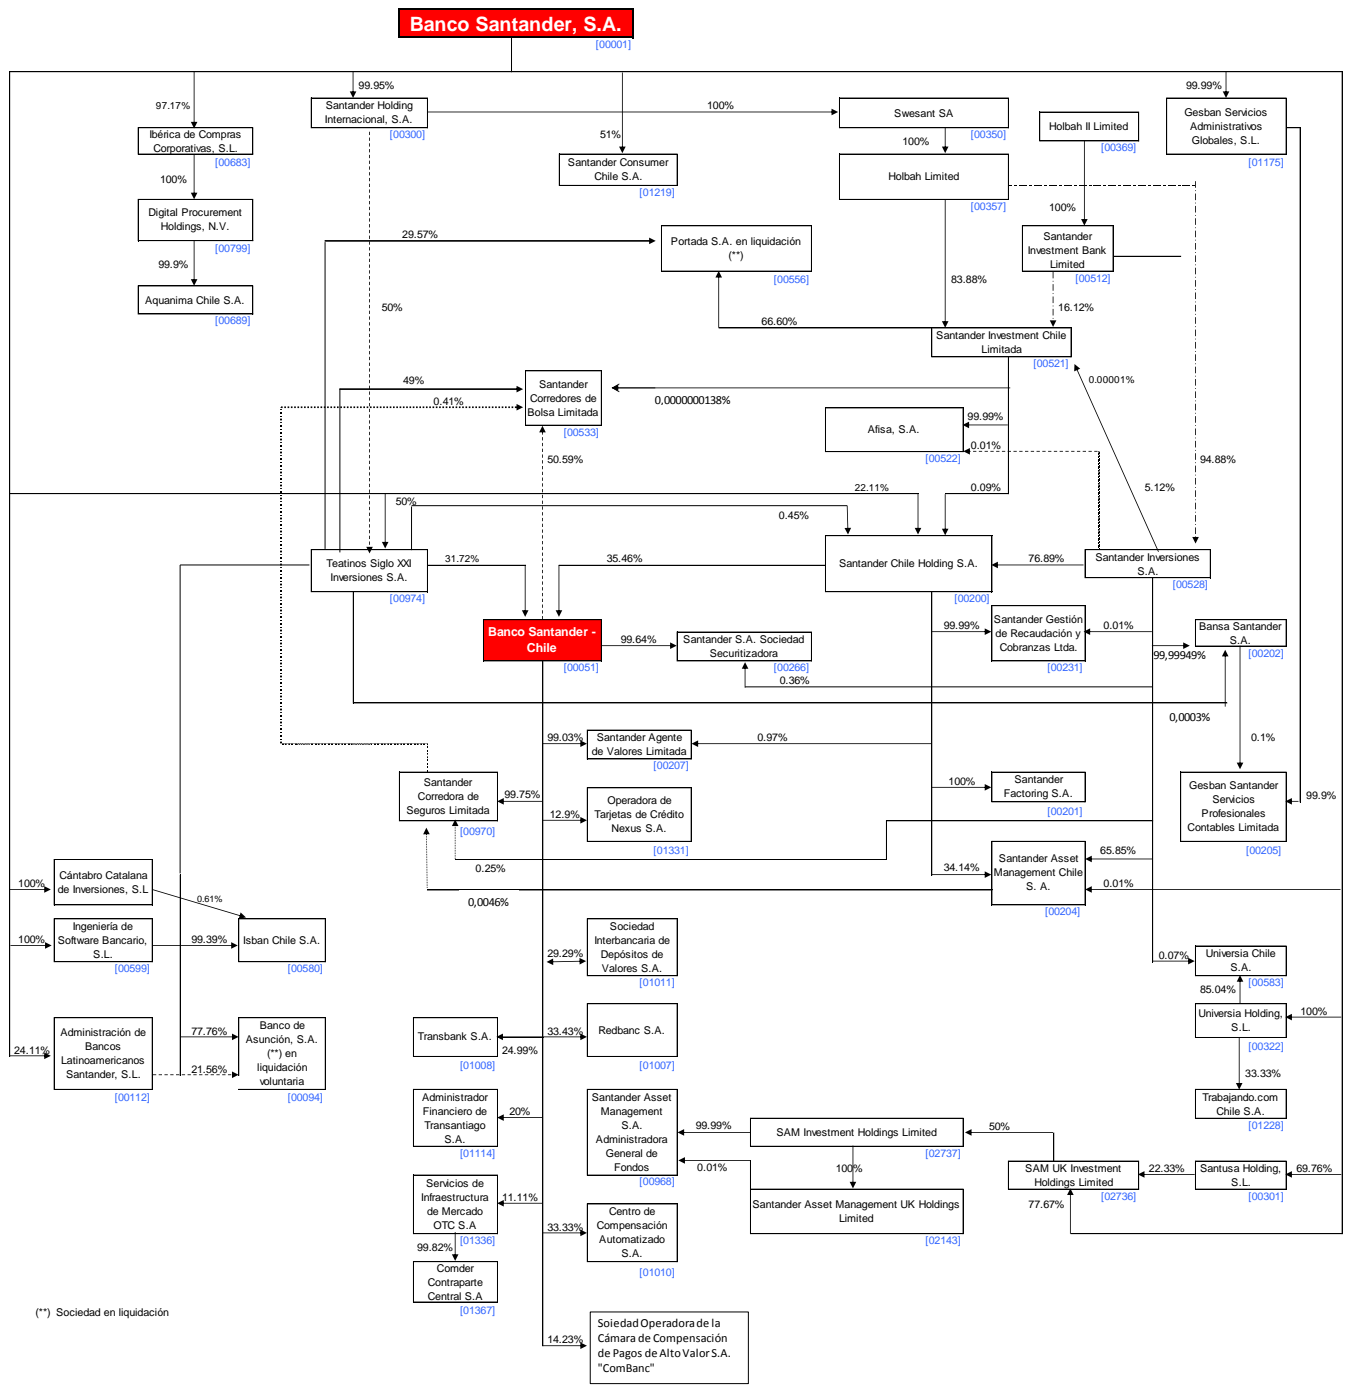 Banco Santander, S.A.
[00001]
99.95%
99.99%
97.17%
Santander Holding
Internacional, S.A.
[00300]
100%
Swesant SA
[00350]
Gesban Servicios
Administrativos
Globales, S.L.
[01175]
Holbah II Limited
[00369]
Ibérica de Compras
Corporativas, S.L.
[00683]
51%
100%
Santander Consumer
Chile S.A.
[01219]
Holbah Limited
[00357]
100%
Digital Procurement
Holdings, N.V.
[00799]
100%
29.57%
Portada S.A. en liquidación
(**)
[00556]
Santander
Investment Bank
Limited
[00512]
99.9%
83.88%
Aquanima Chile S.A.
[00689]
50%
16.12%
66.60%
Santander Investment Chile
Limitada
[00521]
49%
Santander
Corredores de
Bolsa Limitada
[00533]
0.00001%
0.41%
0,0000000138%
99.99%
Afisa, S.A.
[00522]
0.01%
50.59%
94.88%
22.11%
0.09%
5.12%
50%
0.45%
Teatinos Siglo XXI
Inversiones S.A.
[00974]
31.72%
35.46%
Santander Chile Holding S.A.
[00200]
76.89%
Santander Inversiones
S.A.
[00528]
Banco Santander -
Chile
[00051]
99.64%
Santander S.A. Sociedad
Securitizadora
[00266]
99.99%
Santander Gestión
de Recaudación y
Cobranzas Ltda.
[00231]
0.01%
Bansa Santander
S.A.
[00202]
99,99949%
0.36%
0,0003%
99.03%
Santander Agente
de Valores Limitada
[00207]
0.97%
0.1%
Santander
Corredora de
Seguros Limitada
[00970]
99.75%
Operadora de
Tarjetas de Crédito
Nexus S.A.
[01331]
12.9%
100%
Santander
Factoring S.A.
[00201]
Gesban Santander
Servicios
Profesionales
Contables Limitada
[00205]
99.9%
0.25%
0,0046%
34.14%
Santander Asset
Management Chile
S. A.
[00204]
65.85%
0.01%
100%
Cántabro Catalana
de Inversiones, S.L
0.61%
100%
Ingeniería de
Software Bancario,
S.L.
[00599]
99.39%
Isban Chile S.A.
[00580]
29.29%
Sociedad
Interbancaria de
Depósitos de
Valores S.A.
[01011]
0.07%
Universia Chile
S.A.
[00583]
85.04%
24.11%
Administración de
Bancos
Latinoamericanos
Santander, S.L.
[00112]
77.76%
21.56%
Banco de
Asunción, S.A.
(**) en
liquidación
voluntaria
[00094]
Transbank S.A.
[01008]
33.43%
24.99%
Redbanc S.A.
[01007]
Universia Holding,
S.L.
[00322]
100%
33.33%
Trabajando.com
Chile S.A.
[01228]
Administrador
Financiero de
Transantiago
S.A.
[01114]
20%
Santander Asset
Management
S.A.
Administradora
General de
Fondos
[00968]
99.99%
0.01%
SAM Investment Holdings Limited
[02737]
50%
100%
SAM UK Investment
Holdings Limited
[02736]
22.33%
Santusa Holding,
S.L.
[00301]
69.76%
77.67%
Santander Asset Management UK Holdings
Limited
[02143]
Servicios de
Infraestructura
de Mercado
OTC S.A
[01336]
11.11%
33.33%
Centro de
Compensación
Automatizado
S.A.
[01010]
99.82%
Comder
Contraparte
Central S.A
[01367]
(**) Sociedad en liquidación
14.23%
Soiedad Operadora de la
Cámara de Compensación
de Pagos de Alto Valor S.A.
"ComBanc"